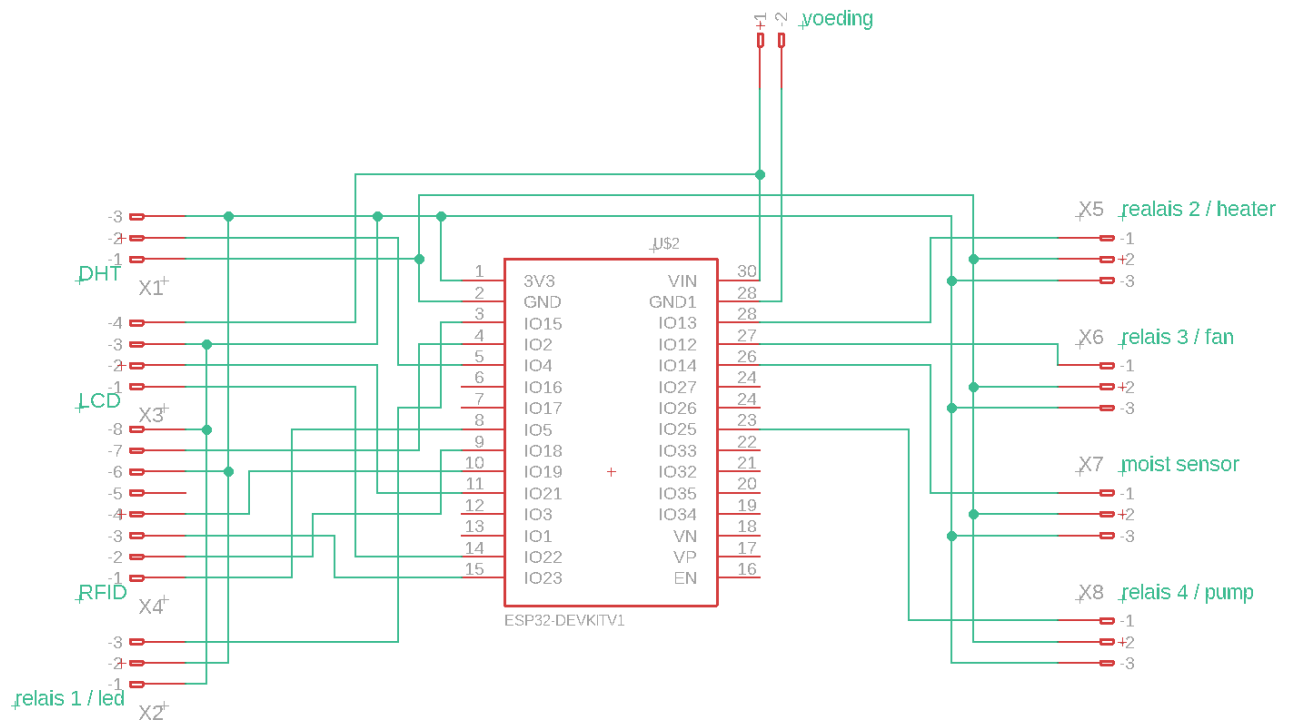 +1 -2 voeding
-3
-2
-1
DHT
X1
-4
-3
-2
-1
LCD
X3
-8
-7
-6
-5
-4
-3
-2
-1
RFID
X4
-3
-2
-1
relais 1 / led
X2
U$2
1 3V3 VIN 30
2 GND GND1 28
3 IO15 IO13 28
4 IO2 IO12 27
5 IO4 IO14 26
6 IO16 IO27 24
7 IO17 IO26 24
8 IO5 IO25 23
9 IO18 IO33 22
10 IO19 IO32 21
11 IO21 IO35 20
12 IO3 IO34 19
13 IO1 VN 18
14 IO22 VP 17
15 IO23 EN 16
ESP32-DEVKITV1
X5 realais 2 / heater
-1
+2
-3
X6 relais 3 / fan
-1
+2
-3
X7 moist sensor
-1
+2
-3
X8 relais 4 / pump
-1
+2
-3